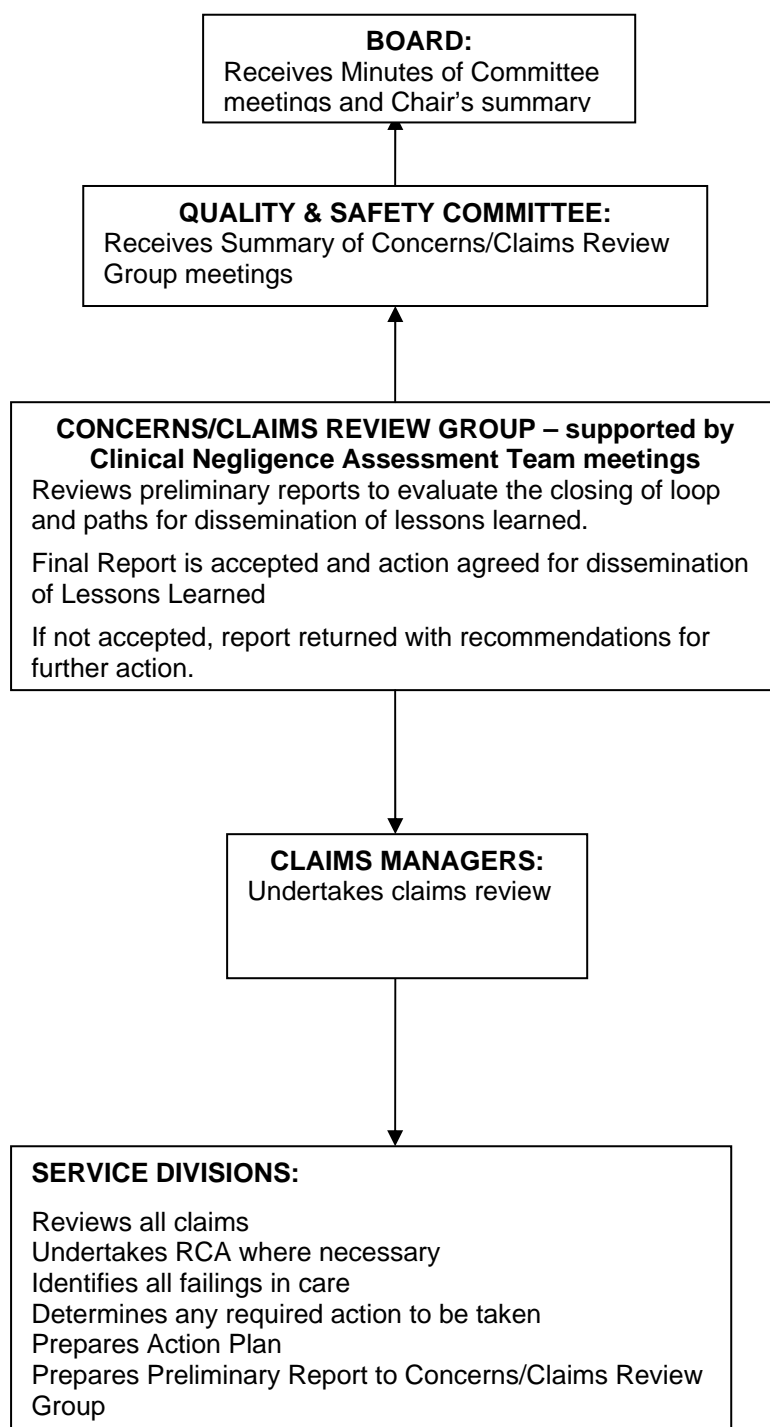 BOARD:
Receives Minutes of Committee
meetings and Chair's summary
QUALITY & SAFETY COMMITTEE:
Receives Summary of Concerns/Claims Review
Group meetings
CONCERNS/CLAIMS REVIEW GROUP – supported by
Clinical Negligence Assessment Team meetings
Reviews preliminary reports to evaluate the closing of loop
and paths for dissemination of lessons learned.
Final Report is accepted and action agreed for dissemination
of Lessons Learned
If not accepted, report returned with recommendations for
further action.
CLAIMS MANAGERS:
Undertakes claims review
SERVICE DIVISIONS:
Reviews all claims
Undertakes RCA where necessary
Identifies all failings in care
Determines any required action to be taken
Prepares Action Plan
Prepares Preliminary Report to Concerns/Claims Review
Group